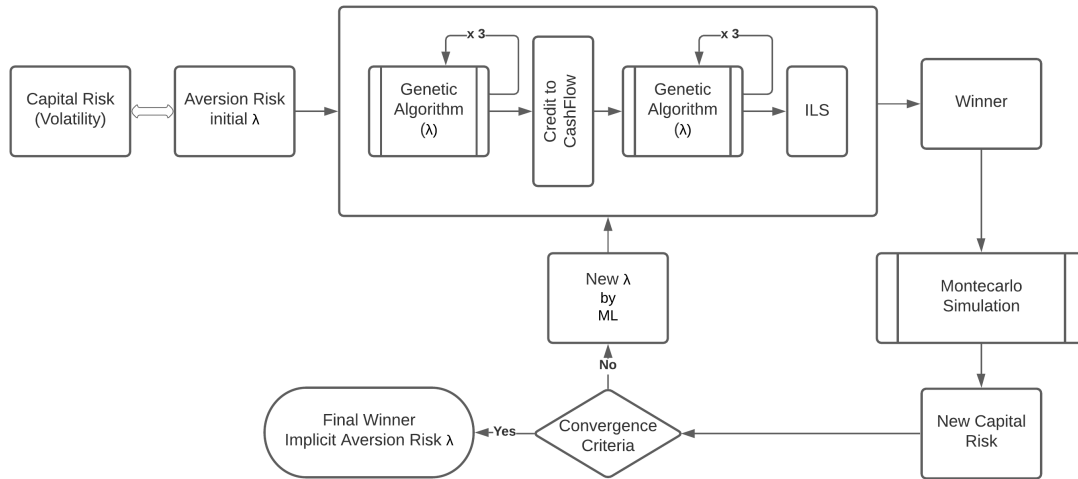 Capital Risk
(Volatility)
Aversion Risk
initial λ
x 3
Genetic
Algorithm
(λ)
Credit to
CashFlow
x 3
Genetic
Algorithm
(λ)
ILS
Winner
Montecarlo
Simulation
New Capital
Risk
Convergence
Criteria
No
New λ
by
ML
Yes
Final Winner
Implicit Aversion Risk λ